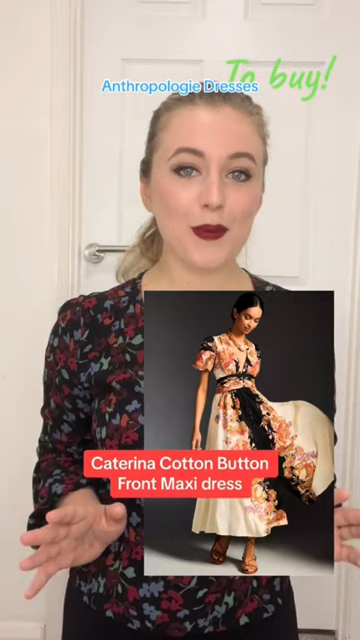 To buy!
Anthropologie Dresses
Caterina Cotton Button
Front Maxi dress